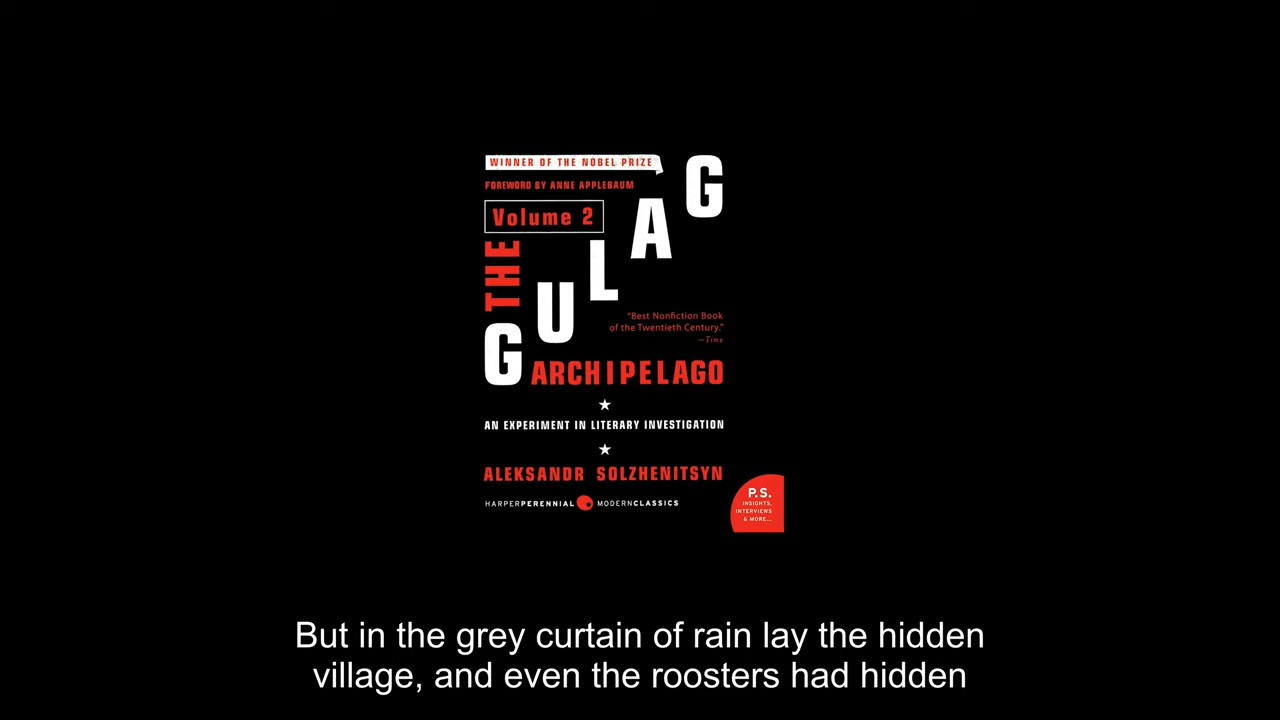 WINNER OF THE NOBEL PRIZE
FOREWORD BY ANNE APPLEBAUM
Volume 2
THE
GULAG
"Best Nonfiction Book
of the Twentieth Century."
—Time
ARCHIPELAGO
AN EXPERIMENT IN LITERARY INVESTIGATION
ALEKSANDR SOLZHENITSYN
HARPERPERENNIAL MODERNCLASSICS
P.S.
INSIGHTS,
INTERVIEWS
& MORE...
But in the grey curtain of rain lay the hidden
village, and even the roosters had hidden